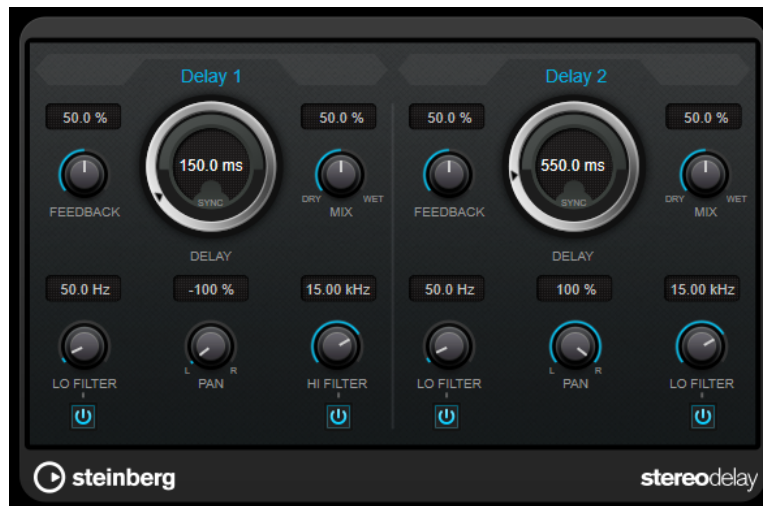 Delay 1
50.0 %
150.0 ms
SYNC
50.0 %
FEEDBACK
DRY WET
MIX
DELAY
50.0 Hz
-100 %
15.00 kHz
L R
LO FILTER
PAN
HI FILTER
Delay 2
50.0 %
550.0 ms
SYNC
50.0 %
FEEDBACK
DRY WET
MIX
DELAY
50.0 Hz
100 %
15.00 kHz
L R
LO FILTER
PAN
LO FILTER
steinberg
stereodelay